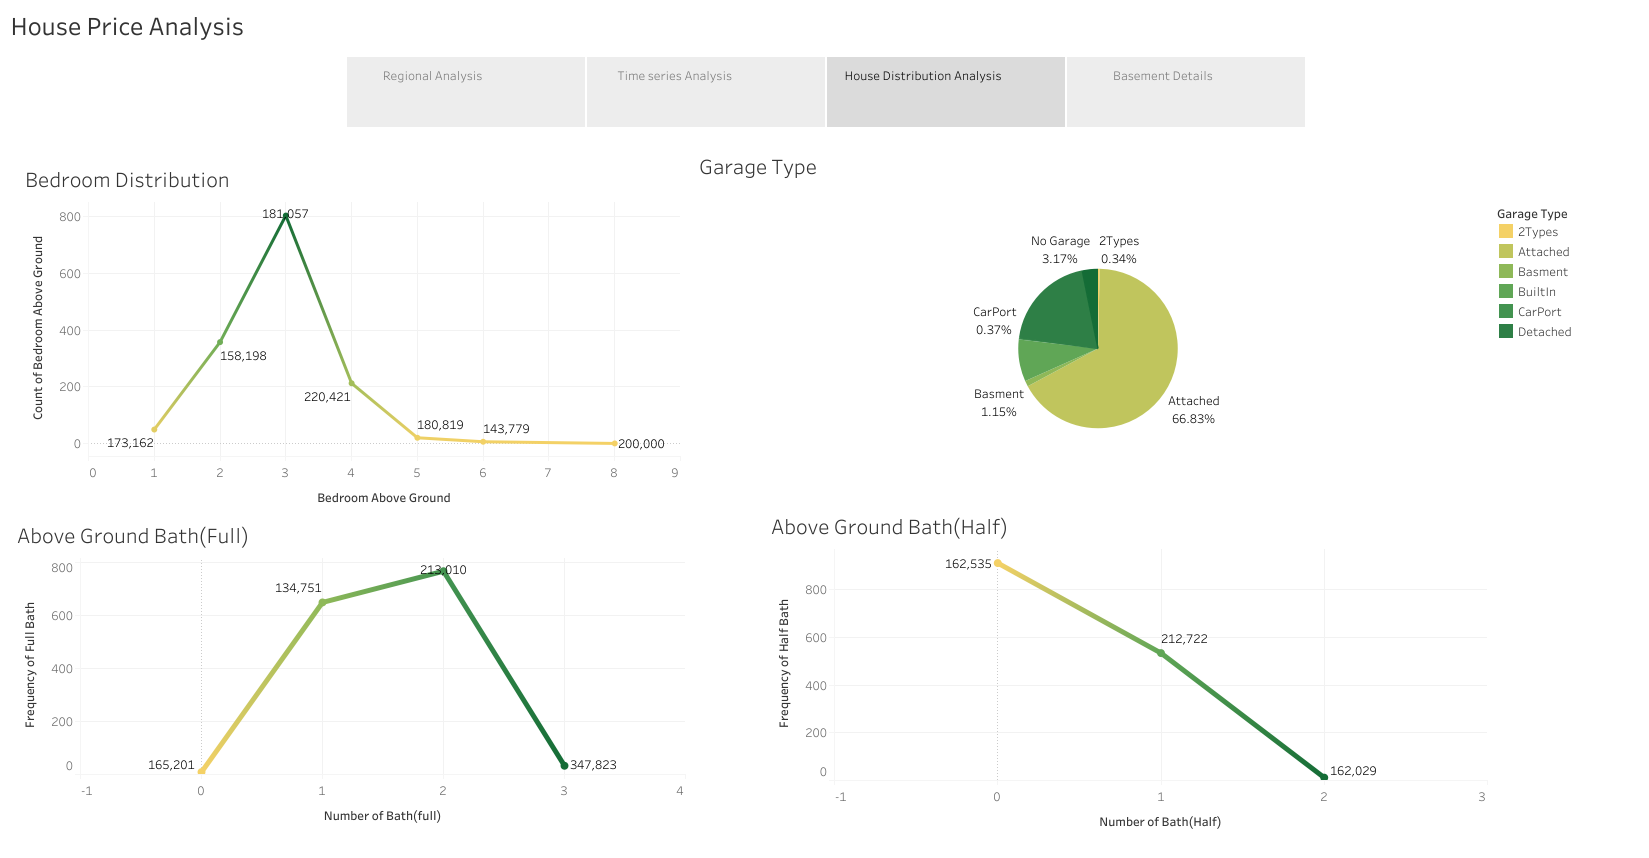 House Price Analysis
Regional Analysis
Time series Analysis
House Distribution Analysis
Basement Details
Bedroom Distribution
Count of Bedroom Above Ground
800
600
400
200
0
181,057
158,198
220,421
173,162
180,819
143,779
200,000
0 1 2 3 4 5 6 7 8 9
Bedroom Above Ground
Garage Type
No Garage
3.17%
2Types
0.34%
CarPort
0.37%
Basment
1.15%
Attached
66.83%
Garage Type
2Types
Attached
Basment
BuiltIn
CarPort
Detached
Above Ground Bath(Full)
Frequency of Full Bath
800
600
400
200
0
134,751
213,010
165,201
347,823
-1 0 1 2 3 4
Number of Bath(full)
Above Ground Bath(Half)
Frequency of Half Bath
800
600
400
200
0
162,535
212,722
162,029
-1 0 1 2 3
Number of Bath(Half)